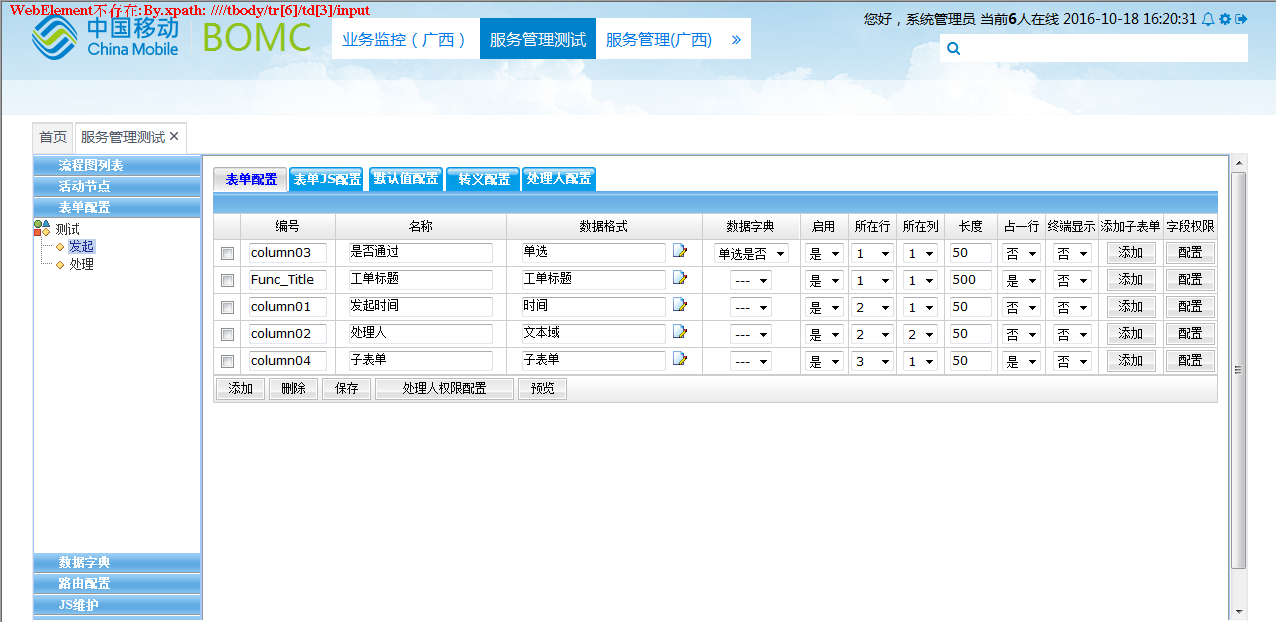 WebElement不存在:By.xpath: ////tbody/tr[6]/td[3]/input
中国移动
China Mobile
BOMC
业务监控（广西） 服务管理测试 服务管理(广西) »
您好，系统管理员 当前6人在线 2016-10-18 16:20:31
首页 服务管理测试 ✕
流程图列表
活动节点
表单配置
测试
发起
处理
数据字典
路由配置
JS维护
表单配置 表单JS配置 默认值配置 转义配置 处理人配置
编号 名称 数据格式 数据字典 启用 所在行 所在列 长度 占一行 终端显示 添加子表单 字段权限
column03 是否通过 单选 单选是否 是 1 1 50 否 否 添加 配置
Func_Title 工单标题 工单标题 --- 是 1 1 500 是 否 添加 配置
column01 发起时间 时间 --- 是 2 1 50 否 否 添加 配置
column02 处理人 文本域 --- 是 2 2 50 否 否 添加 配置
column04 子表单 子表单 --- 是 3 1 50 是 否 添加 配置
添加 删除 保存 处理人权限配置 预览